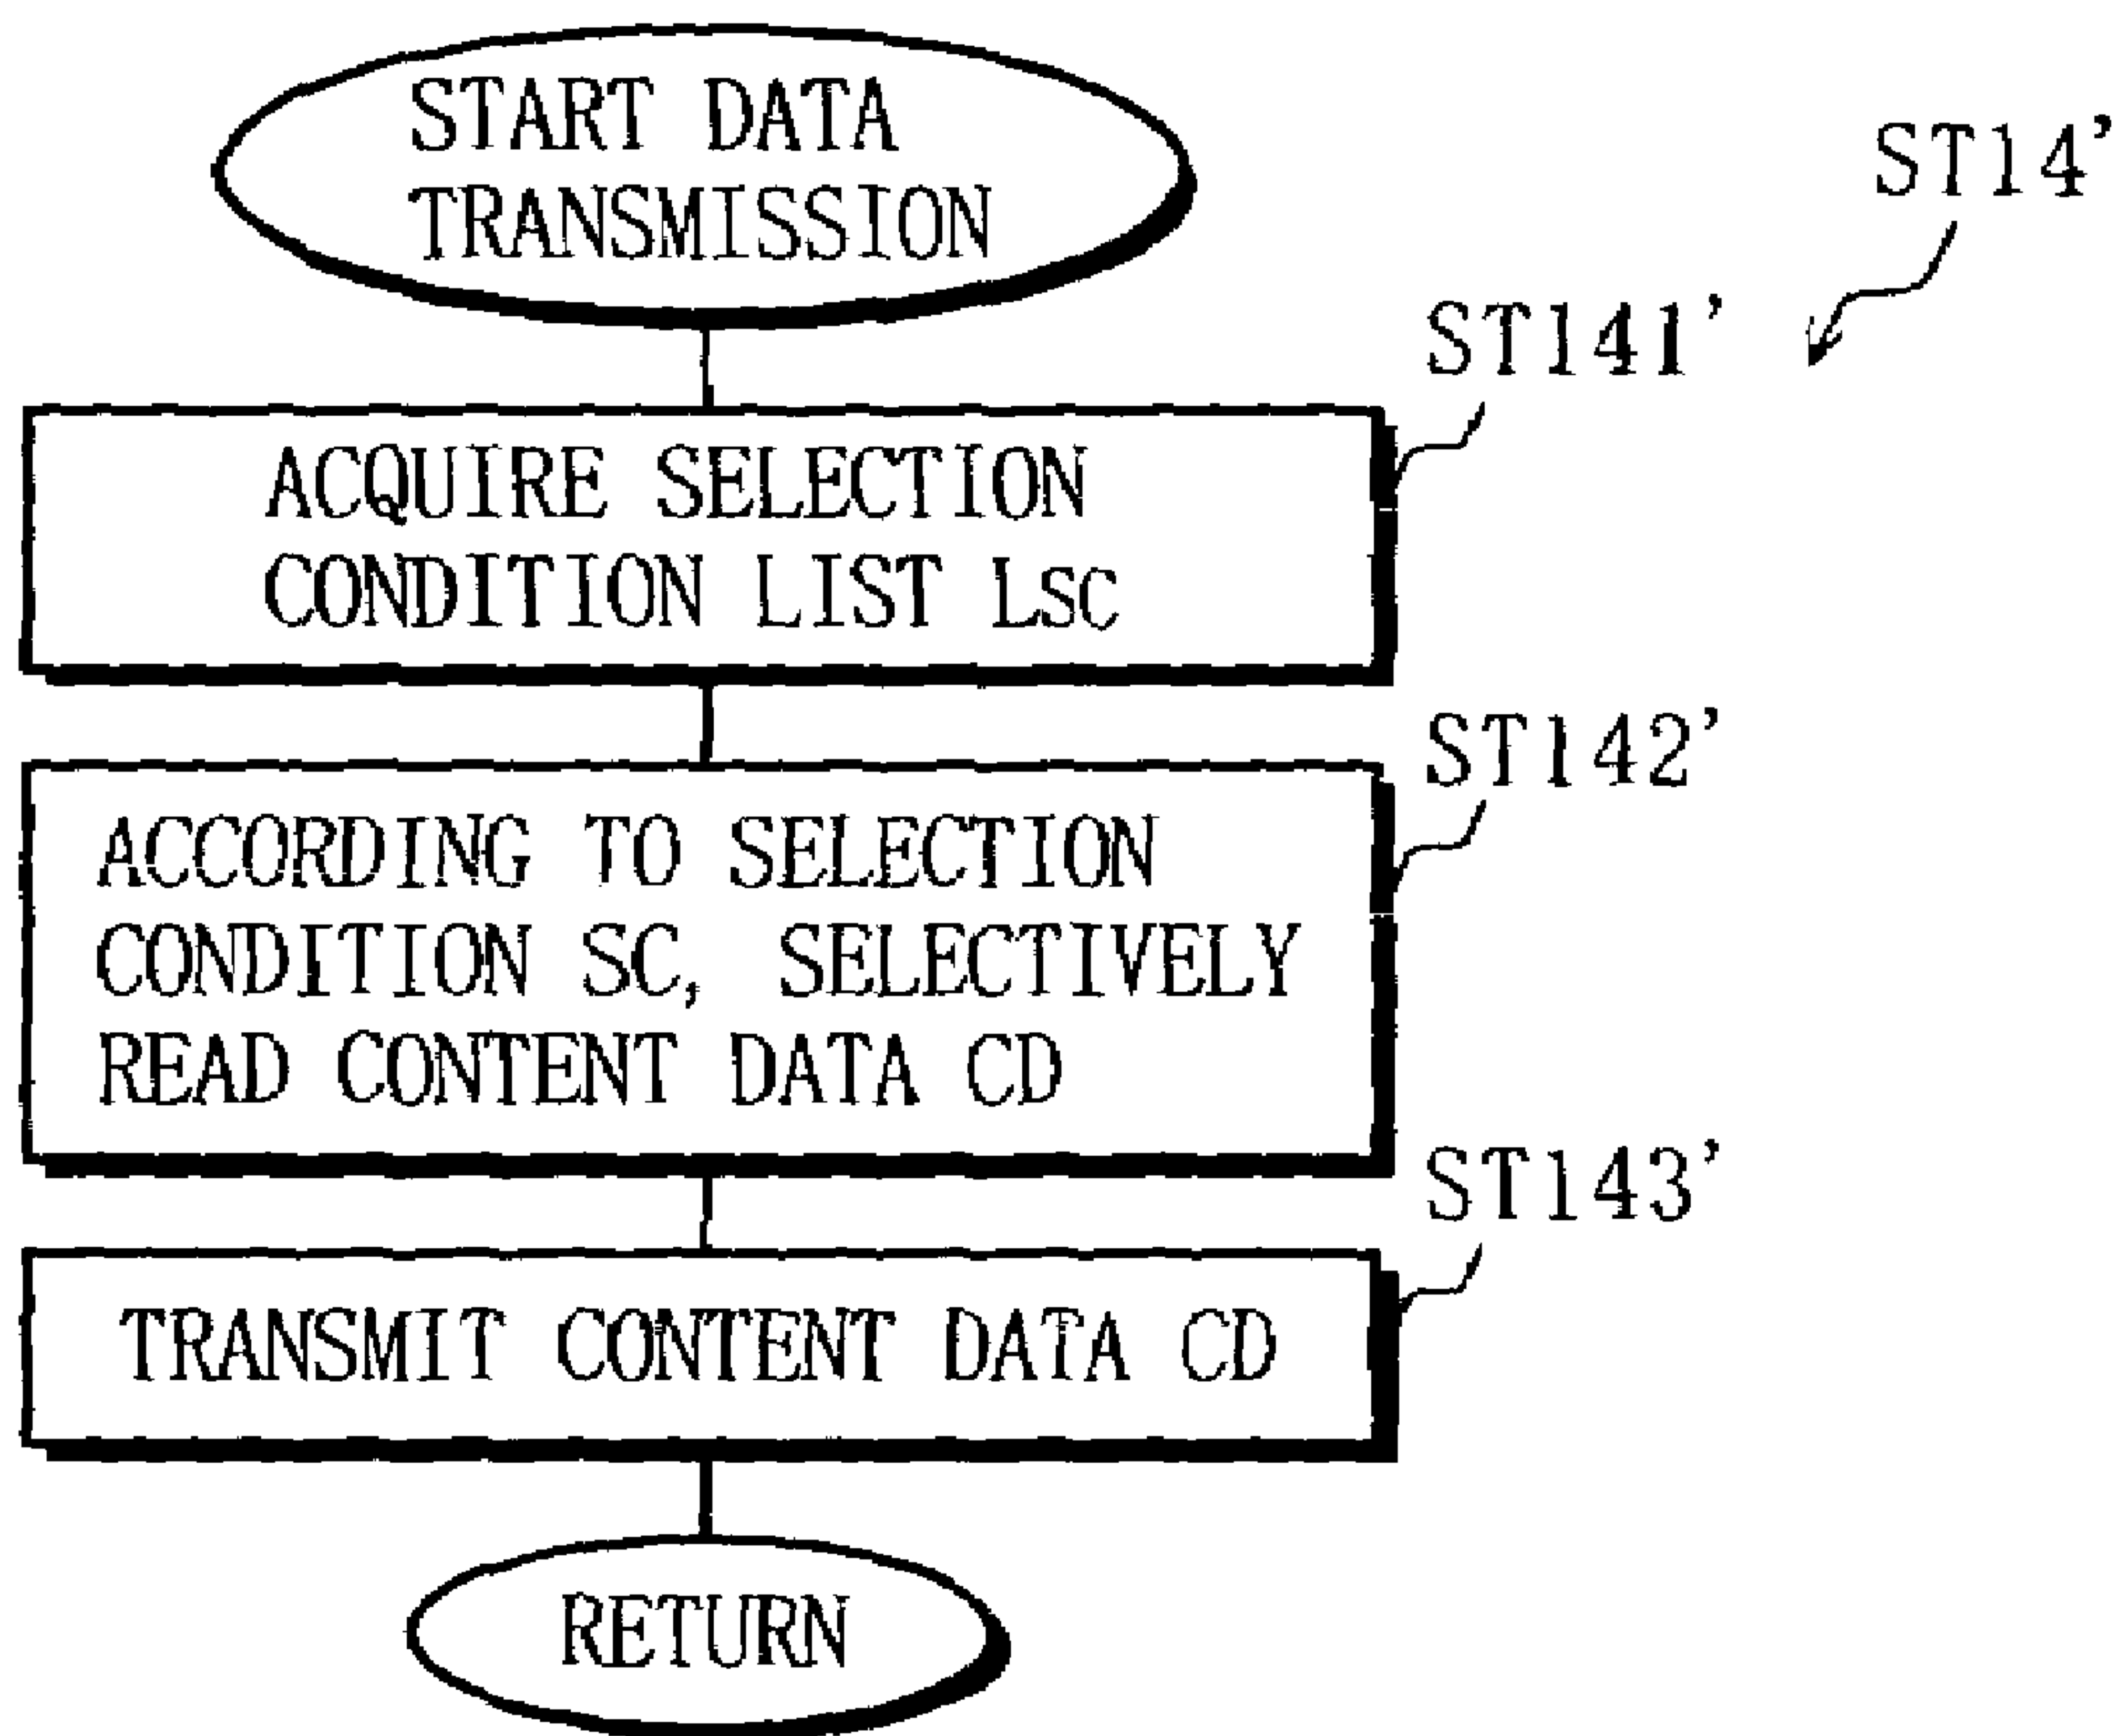 START DATA
TRANSMISSION
ST14'
ST141'
ACQUIRE SELECTION
CONDITION LIST LSC
ST142'
ACCORDING TO SELECTION
CONDITION SC, SELECTIVELY
READ CONTENT DATA CD
ST143'
TRANSMIT CONTENT DATA CD
RETURN